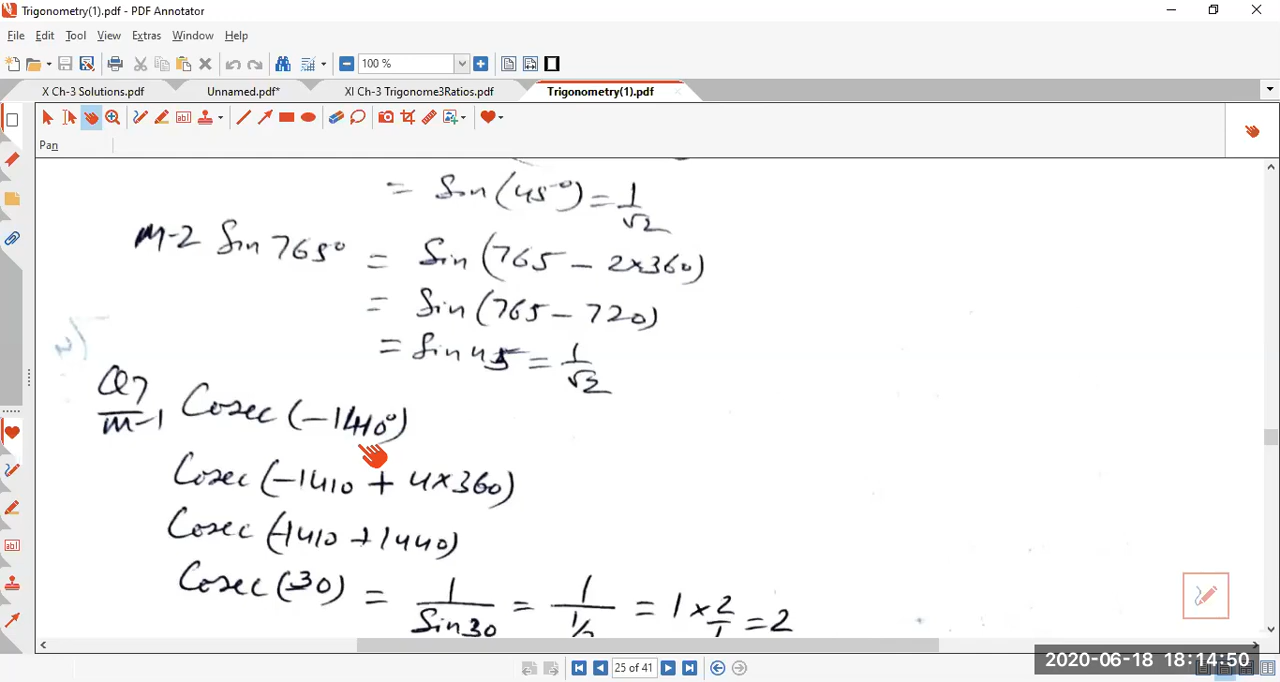 Trigonometry(1).pdf - PDF Annotator
File Edit Tool View Extras Window Help
100 %
X Ch-3 Solutions.pdf Unnamed.pdf* XI Ch-3 Trigonome3Ratios.pdf Trigonometry(1).pdf
Pan
= Sin (45°) = 1/√2
M-2 Sin 765° = Sin (765 - 2×360)
= Sin (765 - 720)
= Sin 45 = 1/√2
Q7
M-1 Cosec (-1410°)
Cosec (-1410 + 4×360)
Cosec (-1410 + 1440)
Cosec (30) = 1/Sin30 = 1/1/2 = 1 × 2/1 = 2
25 of 41
2020-06-18 18:14:50